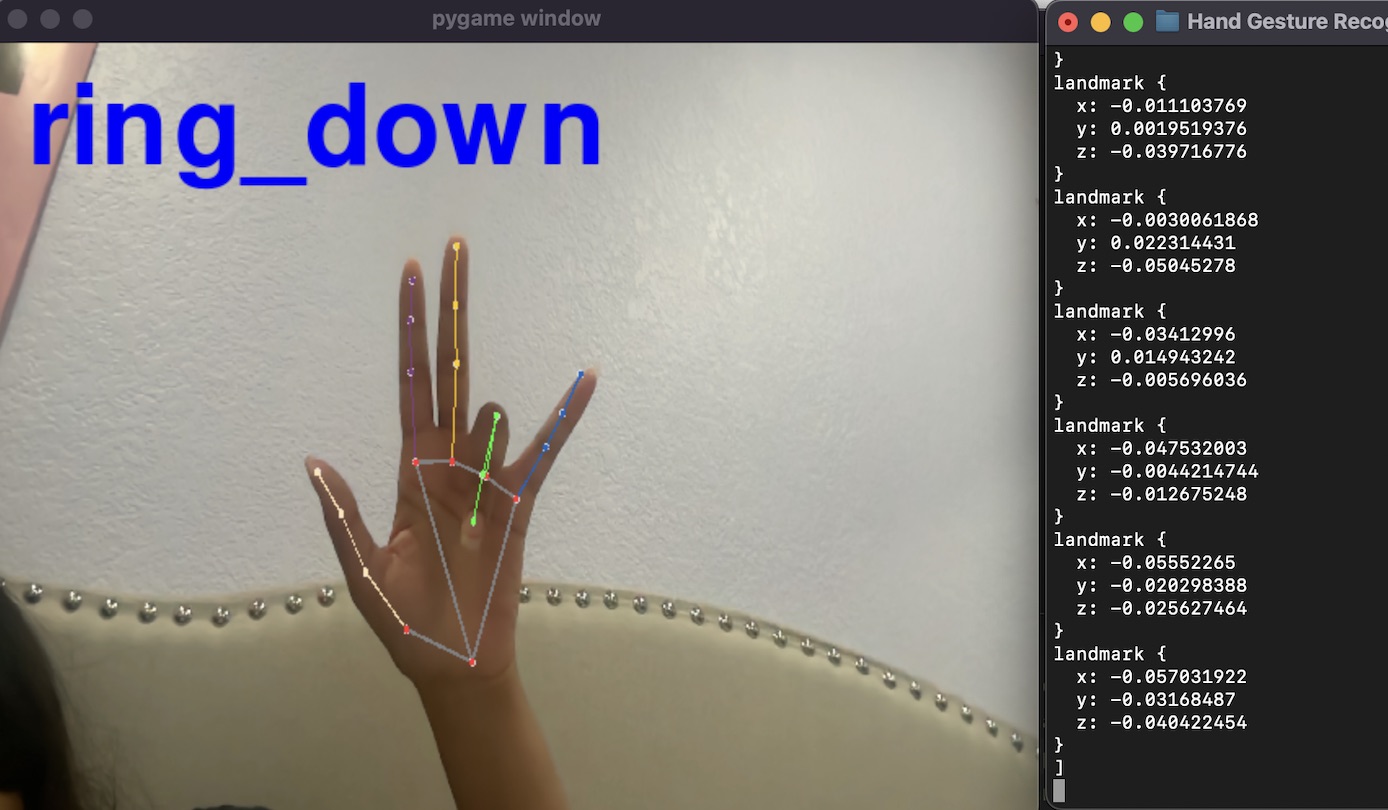 pygame window
ring_down
Hand Gesture Recog
}
landmark {
  x: -0.011103769
  y: 0.0019519376
  z: -0.039716776
}
landmark {
  x: -0.0030061868
  y: 0.022314431
  z: -0.05045278
}
landmark {
  x: -0.03412996
  y: 0.014943242
  z: -0.005696036
}
landmark {
  x: -0.047532003
  y: -0.0044214744
  z: -0.012675248
}
landmark {
  x: -0.05552265
  y: -0.020298388
  z: -0.025627464
}
landmark {
  x: -0.057031922
  y: -0.03168487
  z: -0.040422454
}
]